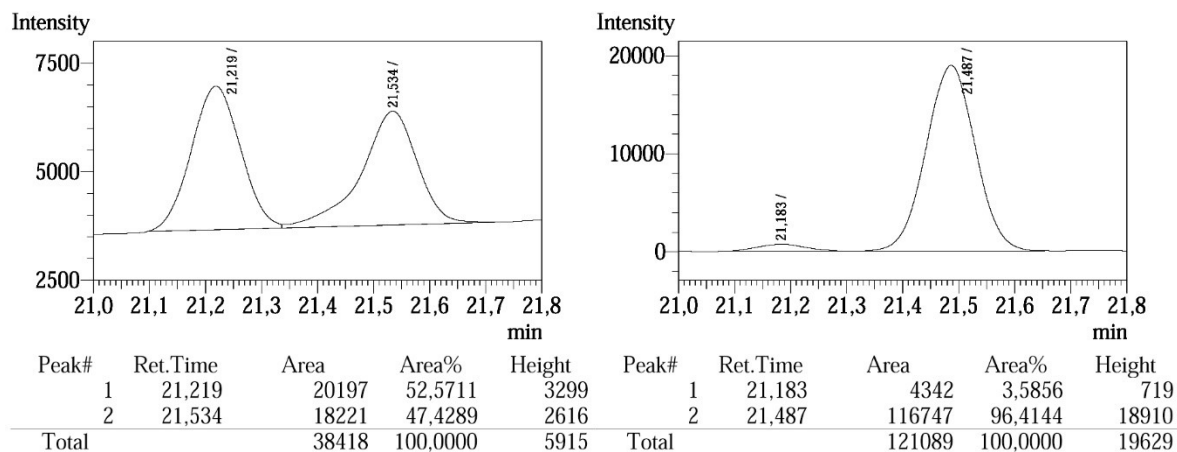 Intensity
7500
5000
2500
21,219 /
21,534 /
21,0 21,1 21,2 21,3 21,4 21,5 21,6 21,7 21,8
min
Peak# Ret.Time Area Area% Height
1 21,219 20197 52,5711 3299
2 21,534 18221 47,4289 2616
Total 38418 100,0000 5915
Intensity
20000
10000
0
21,183 /
21,487 /
21,0 21,1 21,2 21,3 21,4 21,5 21,6 21,7 21,8
min
Peak# Ret.Time Area Area% Height
1 21,183 4342 3,5856 719
2 21,487 116747 96,4144 18910
Total 121089 100,0000 19629